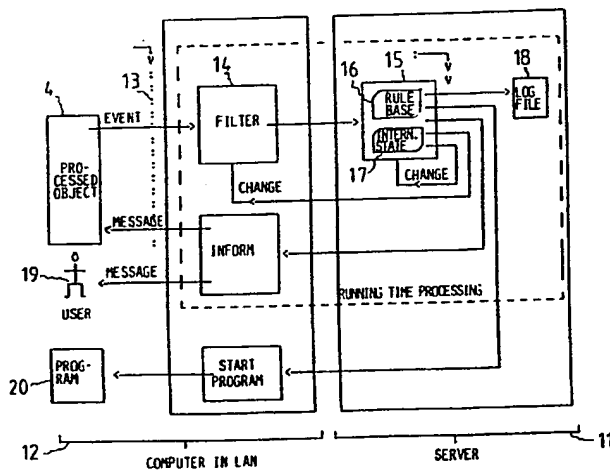 13
14
15
16
18
4
EVENT
FILTER
RULE
BASE
LOG
FILE
PRO-
CESSED
OBJECT
INTERN.
STATE
17
CHANGE
CHANGE
MESSAGE
INFORM
19
MESSAGE
USER
RUNNING TIME PROCESSING
20
PROG-
RAM
START
PROGRAM
12
COMPUTER IN LAN
SERVER
11